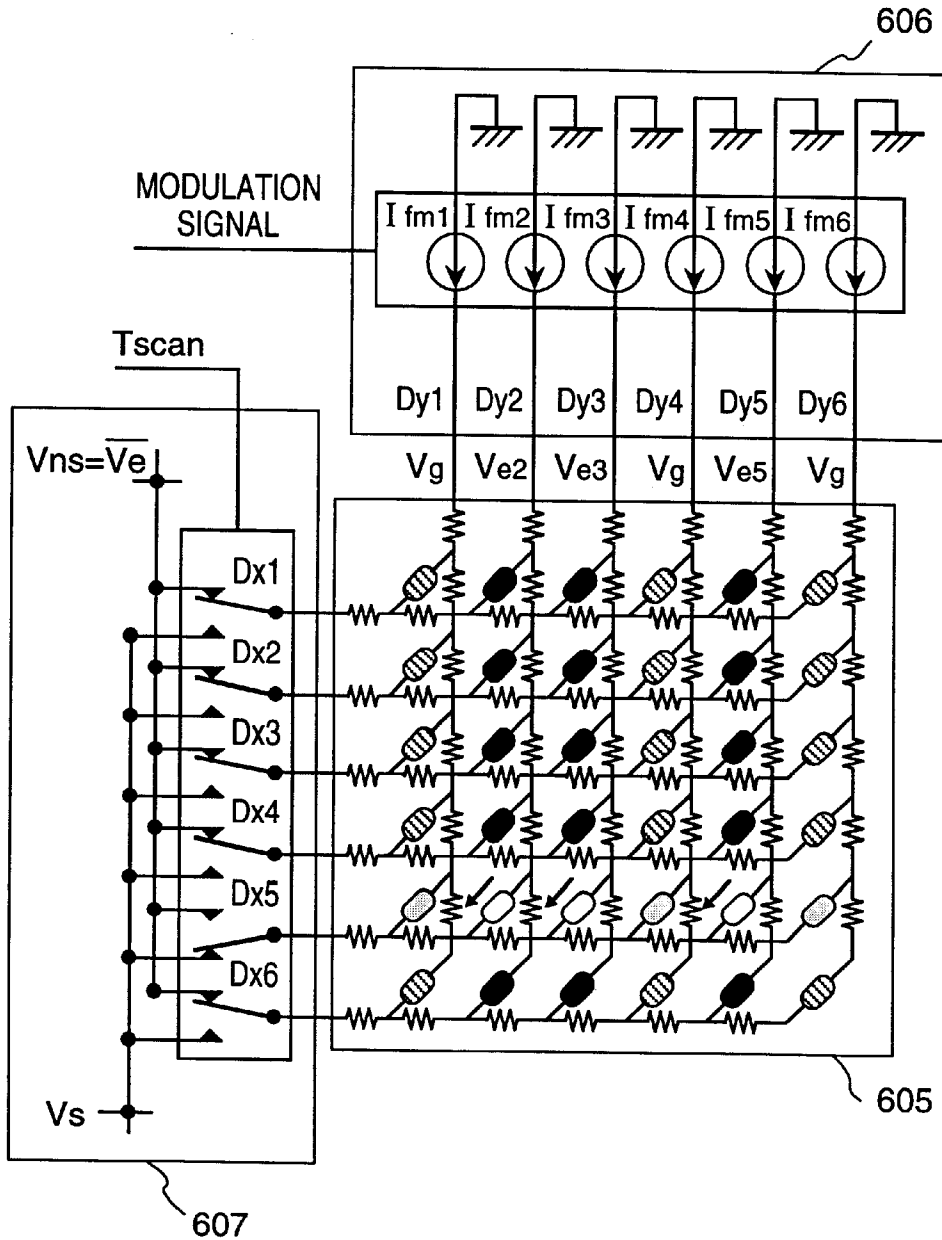 606
MODULATION
SIGNAL
I fm1 I fm2 I fm3 I fm4 I fm5 I fm6
Tscan
Dy1 Dy2 Dy3 Dy4 Dy5 Dy6
Vns=V̅e̅
Vg Ve2 Ve3 Vg Ve5 Vg
Dx1
Dx2
Dx3
Dx4
Dx5
Dx6
Vs
605
607